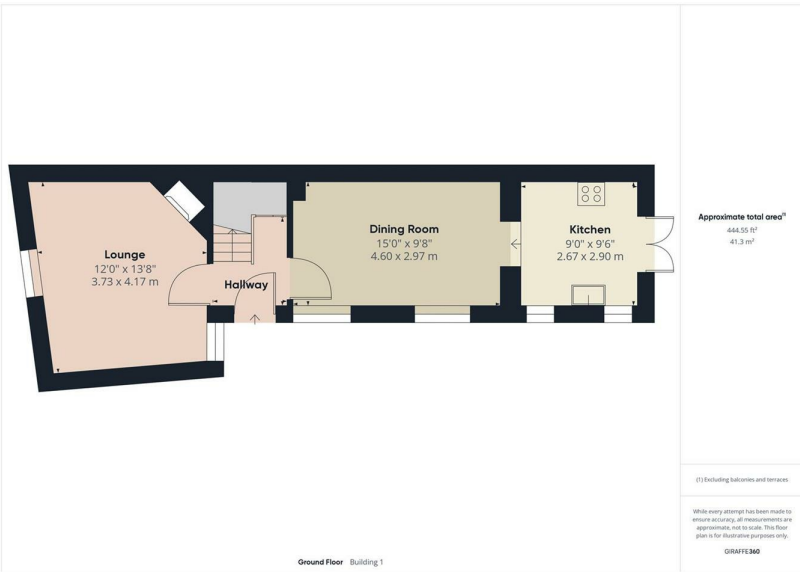 Lounge
12'0" x 13'8"
3.73 x 4.17 m
Hallway
Dining Room
15'0" x 9'8"
4.60 x 2.97 m
Kitchen
9'0" x 9'6"
2.67 x 2.90 m
Approximate total area⁽¹⁾
444.55 ft²
41.3 m²
(1) Excluding balconies and terraces
While every attempt has been made to
ensure accuracy, all measurements are
approximate, not to scale. This floor
plan is for illustrative purposes only.
GIRAFFE360
Ground Floor Building 1